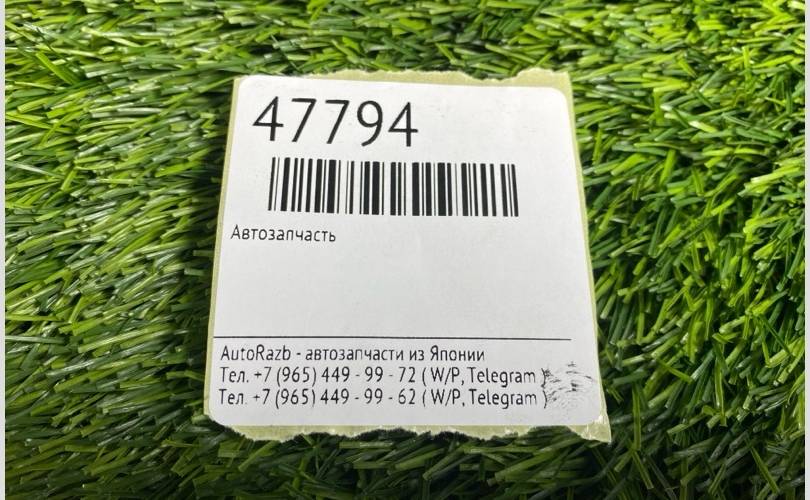 47794
Автозапчасть
AutoRazb - автозапчасти из Японии
Тел. +7 (965) 449 - 99 - 72 ( W/P, Telegram )
Тел. +7 (965) 449 - 99 - 62 ( W/P, Telegram )